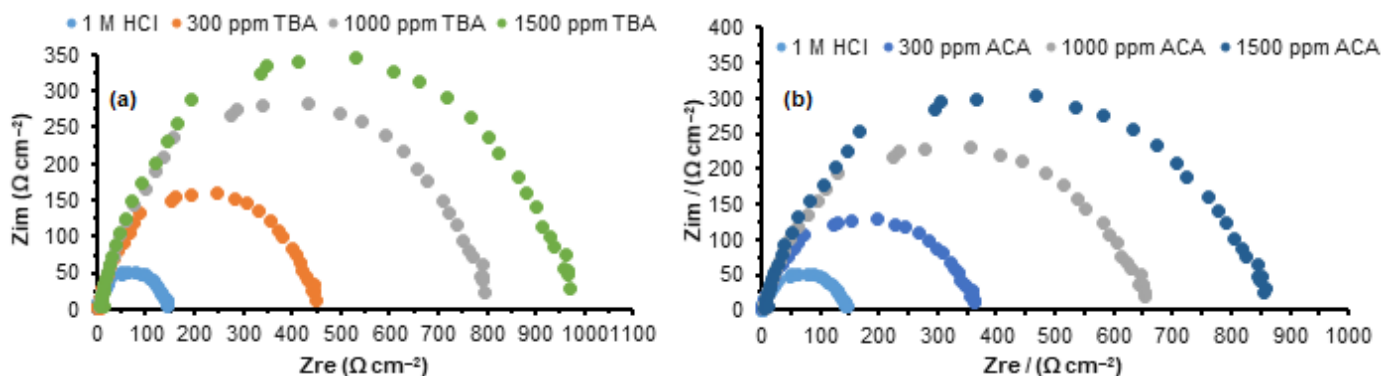 1 M HCl 300 ppm TBA 1000 ppm TBA 1500 ppm TBA
350
300
250
200
150
100
50
0
(a)
Zim (Ω cm⁻²)
0 100 200 300 400 500 600 700 800 900 1000 1100
Zre (Ω cm⁻²)
1 M HCl 300 ppm ACA 1000 ppm ACA 1500 ppm ACA
400
350
300
250
200
150
100
50
0
(b)
Zim / (Ω cm⁻²)
0 100 200 300 400 500 600 700 800 900 1000
Zre / (Ω cm⁻²)